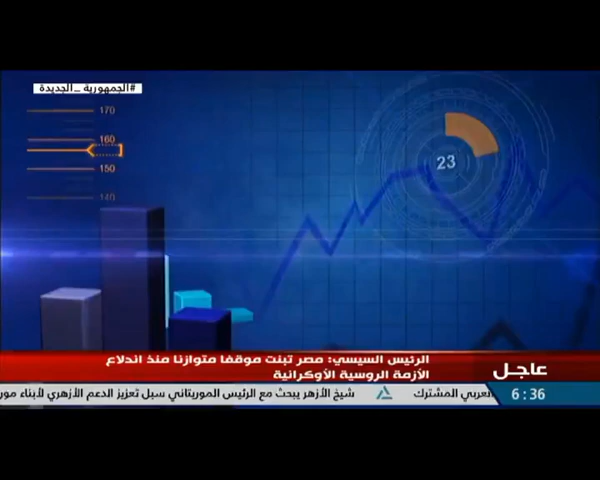 #الجمهورية_الجديدة
170
160
150
140
23
عاجل
الرئيس السيسي: مصر تبنت موقفا متوازنا منذ اندلاع
الأزمة الروسية الأوكرانية
6:36
العربي المشترك
شيخ الأزهر يبحث مع الرئيس الموريتاني سبل تعزيز الدعم الأزهري لأبناء